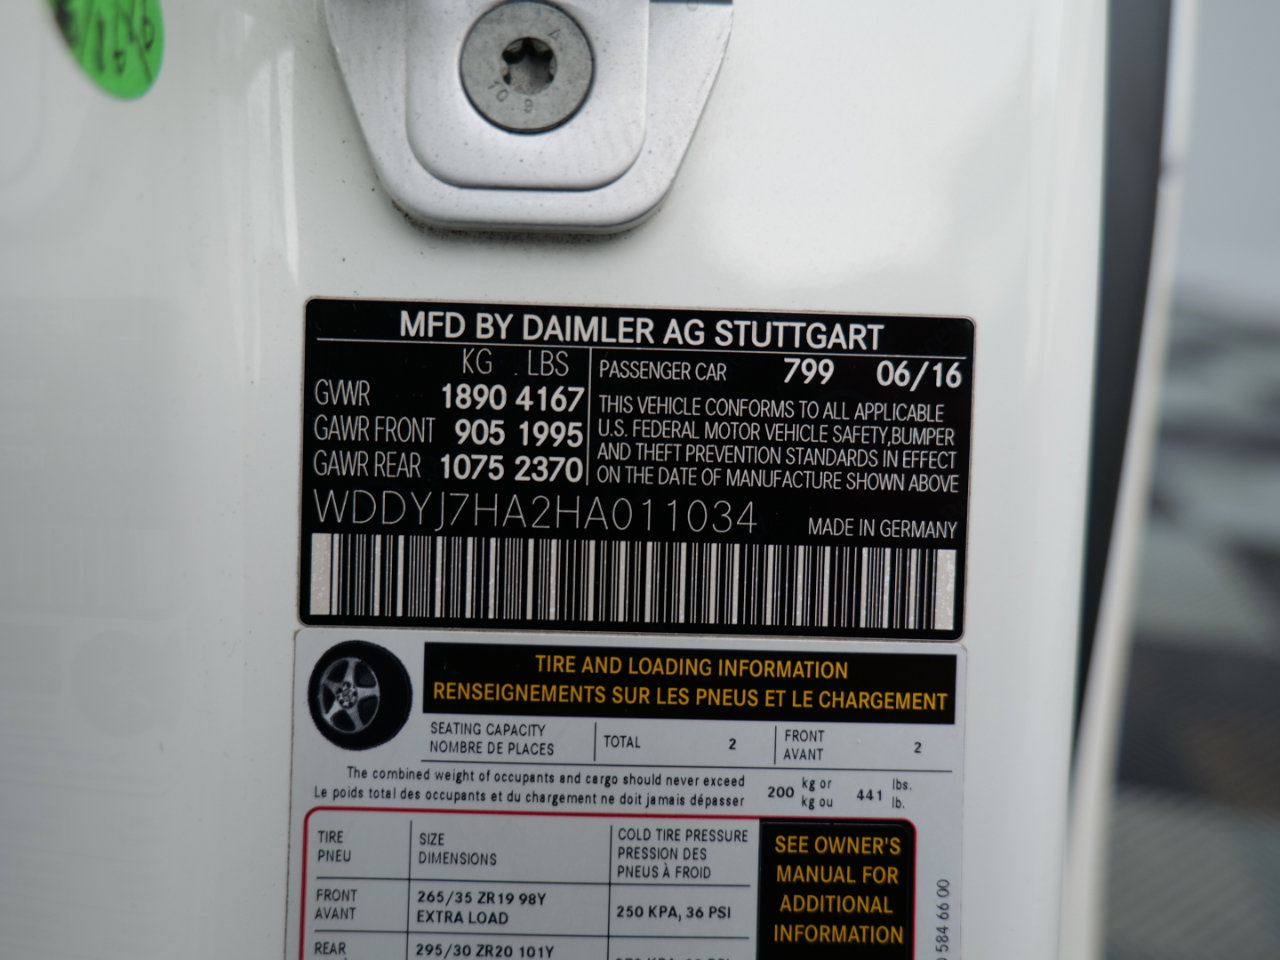 10 9
MFD BY DAIMLER AG STUTTGART
KG LBS
PASSENGER CAR 799 06/16
GVWR 1890 4167
GAWR FRONT 905 1995
GAWR REAR 1075 2370
THIS VEHICLE CONFORMS TO ALL APPLICABLE
U.S. FEDERAL MOTOR VEHICLE SAFETY,BUMPER
AND THEFT PREVENTION STANDARDS IN EFFECT
ON THE DATE OF MANUFACTURE SHOWN ABOVE
WDDYJ7HA2HA011034
MADE IN GERMANY
TIRE AND LOADING INFORMATION
RENSEIGNEMENTS SUR LES PNEUS ET LE CHARGEMENT
SEATING CAPACITY
NOMBRE DE PLACES
TOTAL 2
FRONT
AVANT
2
The combined weight of occupants and cargo should never exceed
Le poids total des occupants et du chargement ne doit jamais dépasser
200 kg or
kg ou
441 lbs.
lb.
TIRE
PNEU
SIZE
DIMENSIONS
COLD TIRE PRESSURE
PRESSION DES
PNEUS À FROID
SEE OWNER'S
MANUAL FOR
ADDITIONAL
INFORMATION
FRONT
AVANT
265/35 ZR19 98Y
EXTRA LOAD
250 KPA, 36 PSI
REAR
295/30 ZR20 101Y
584 66 00